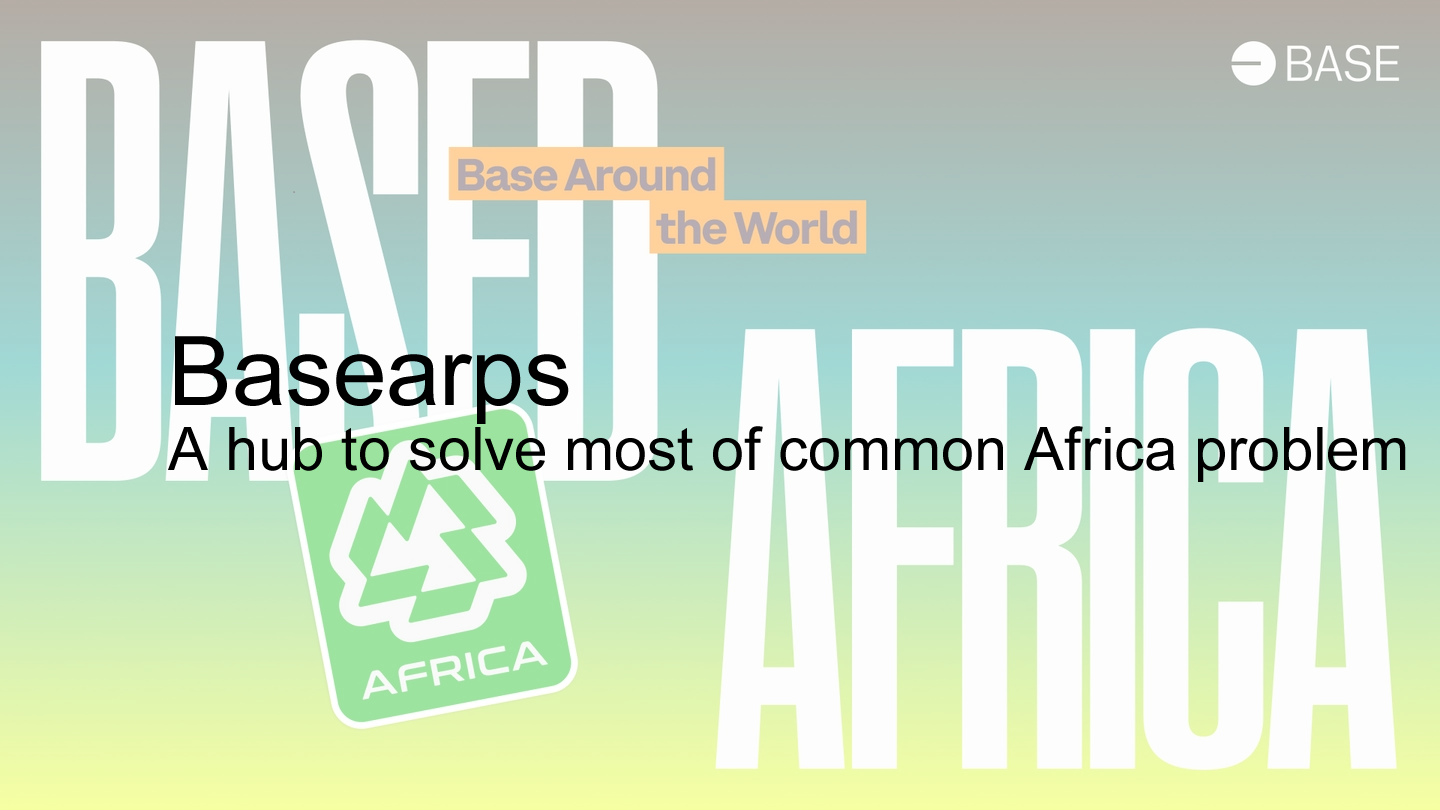 BASED
BASE
Base Around
the World
Basearps
A hub to solve most of common Africa problem
AFRICA
AFRICA